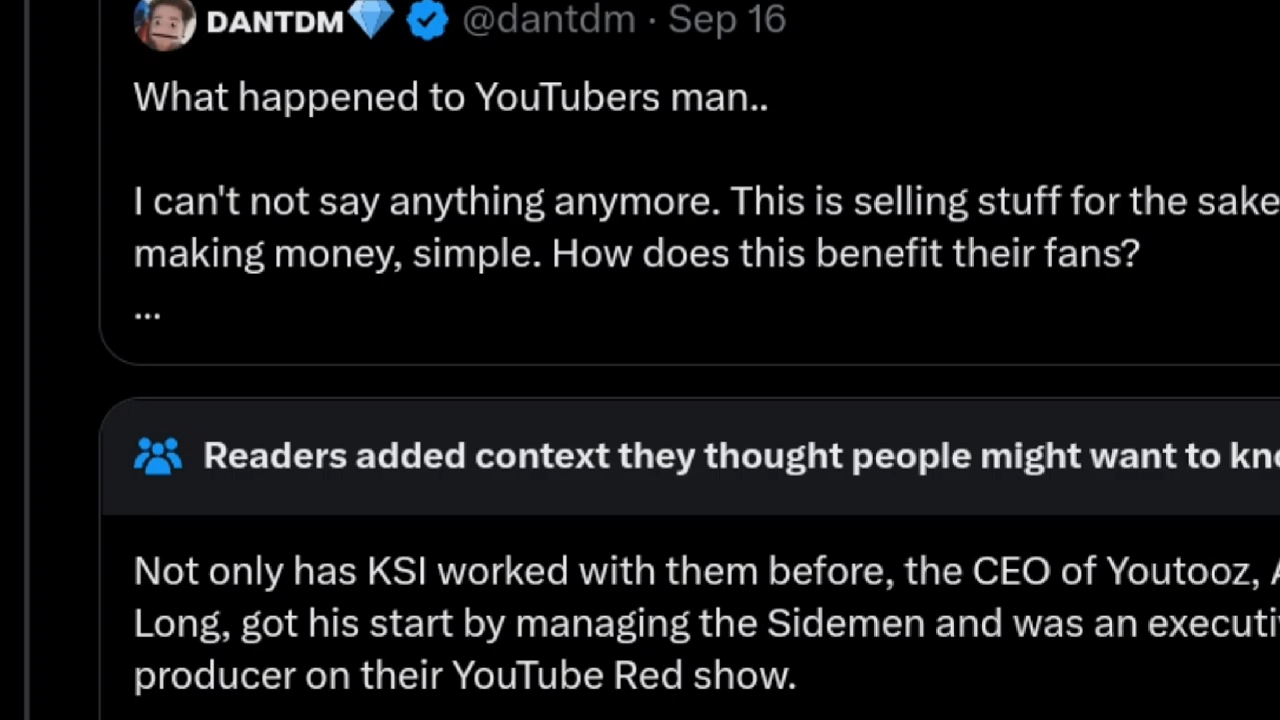 DANTDM💎 @dantdm · Sep 16
What happened to YouTubers man..
I can't not say anything anymore. This is selling stuff for the sake
making money, simple. How does this benefit their fans?
...
Readers added context they thought people might want to
Not only has KSI worked with them before, the CEO of Youtooz,
Long, got his start by managing the Sidemen and was an
producer on their YouTube Red show.